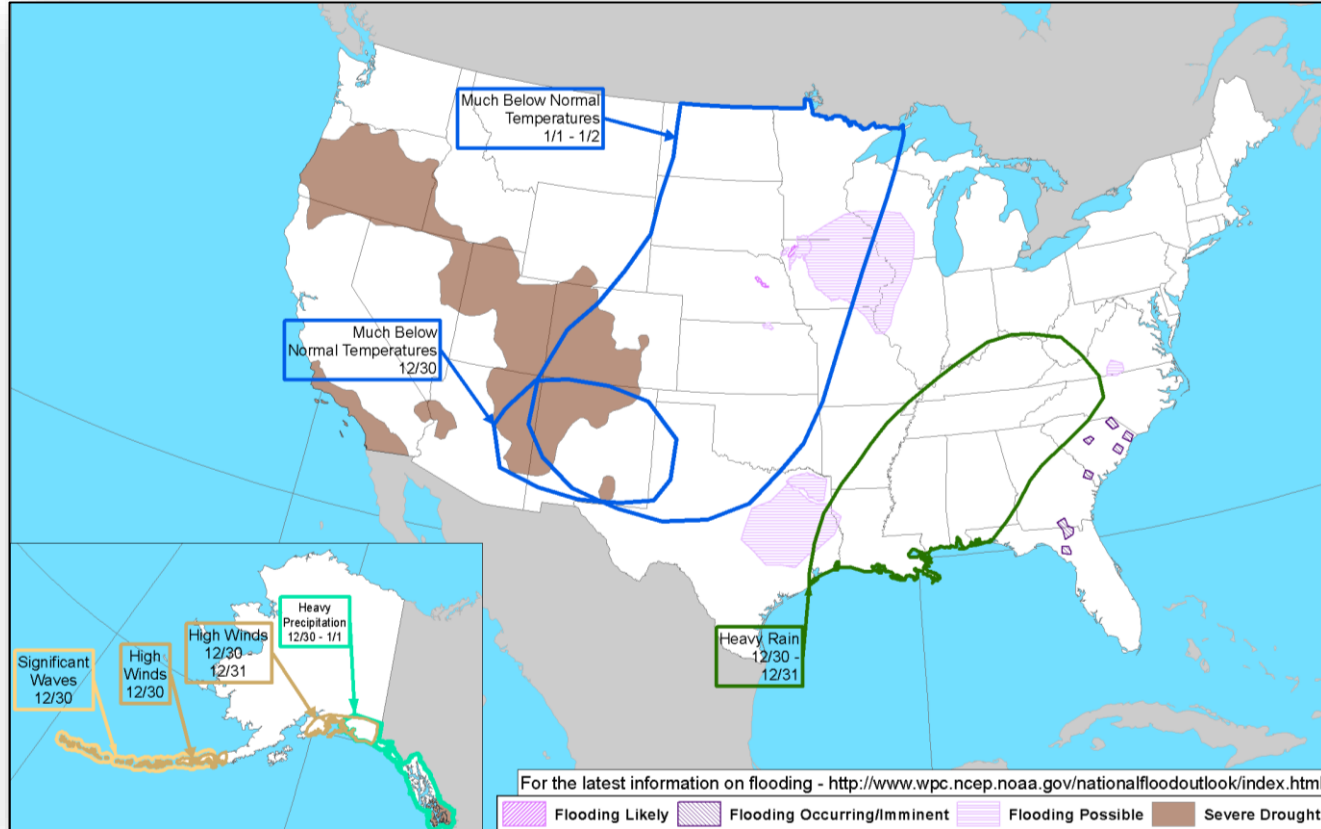 Much Below Normal
Temperatures
1/1 - 1/2
Much Below
Normal Temperatures
12/30
Heavy Rain
12/30 -
12/31
Heavy
Precipitation
12/30 - 1/1
High Winds
12/30 -
12/31
High
Winds
12/30
Significant
Waves
12/30
For the latest information on flooding - http://www.wpc.ncep.noaa.gov/nationalfloodoutlook/index.html
Flooding Likely Flooding Occurring/Imminent Flooding Possible Severe Drought